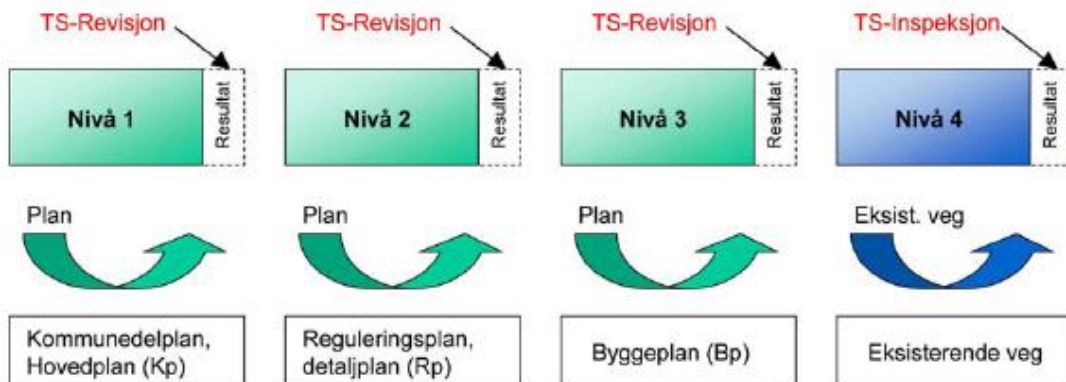 TS-Revisjon
TS-Revisjon
TS-Revisjon
TS-Inspeksjon
Nivå 1
Resultat
Nivå 2
Resultat
Nivå 3
Resultat
Nivå 4
Resultat
Plan
Plan
Plan
Eksist. veg
Kommunedelplan,
Hovedplan (Kp)
Reguleringsplan,
detaljplan (Rp)
Byggeplan (Bp)
Eksisterende veg